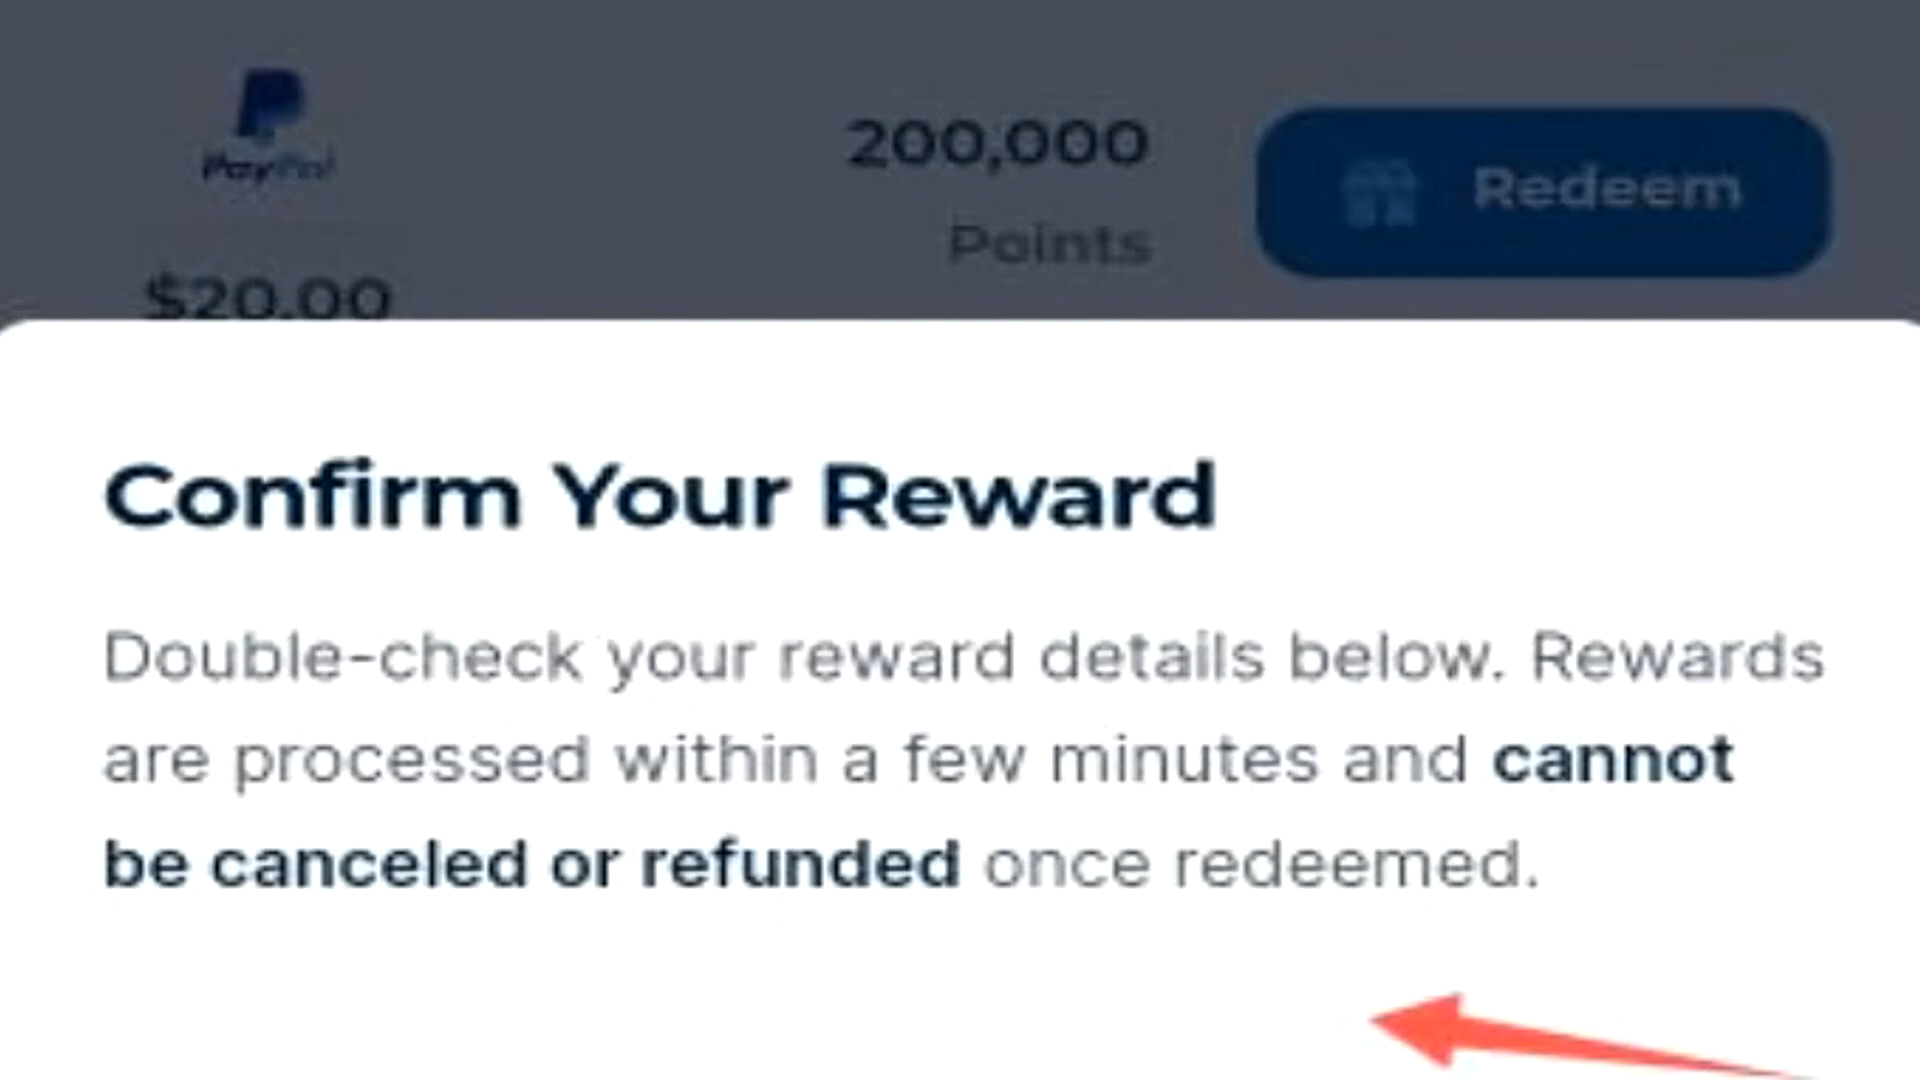 PayPal
200,000
Points
Redeem
$20.00
Confirm Your Reward
Double-check your reward details below. Rewards
are processed within a few minutes and cannot
be canceled or refunded once redeemed.